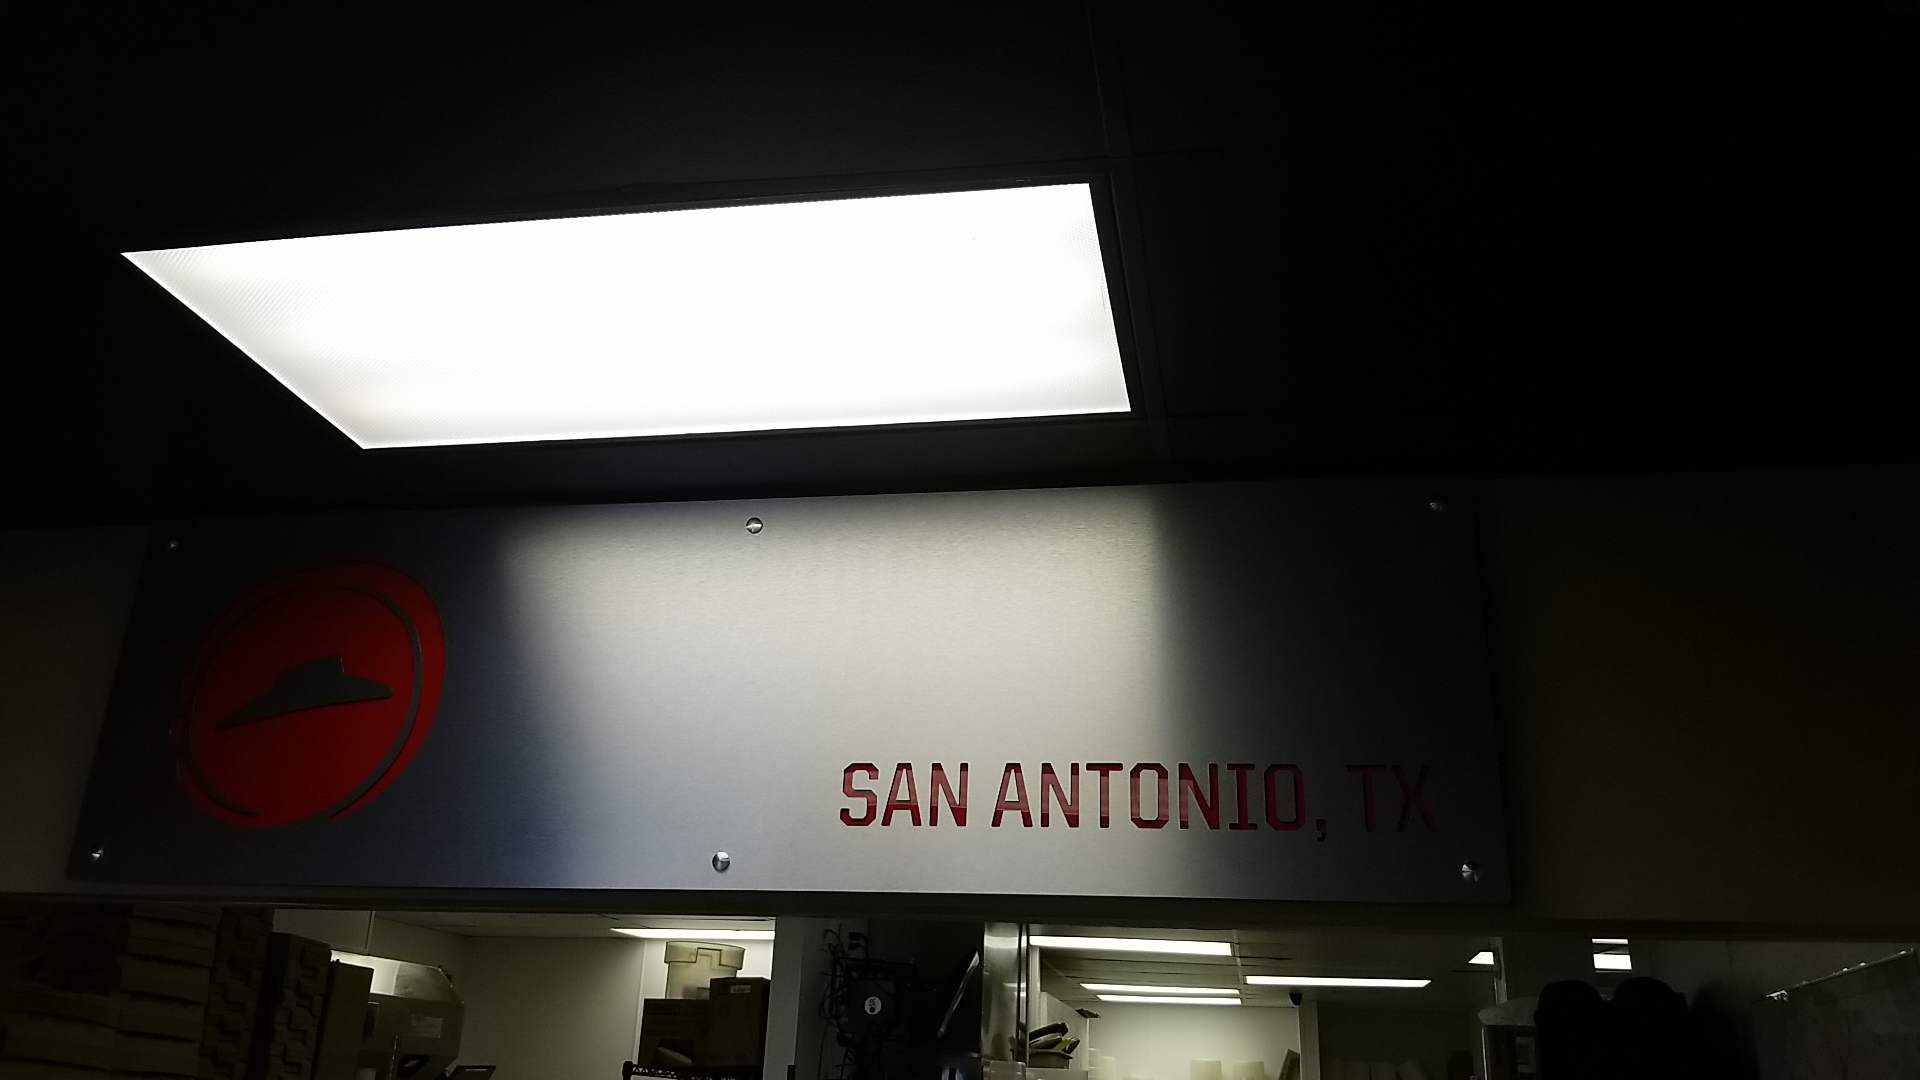 SAN ANTONIO, TX